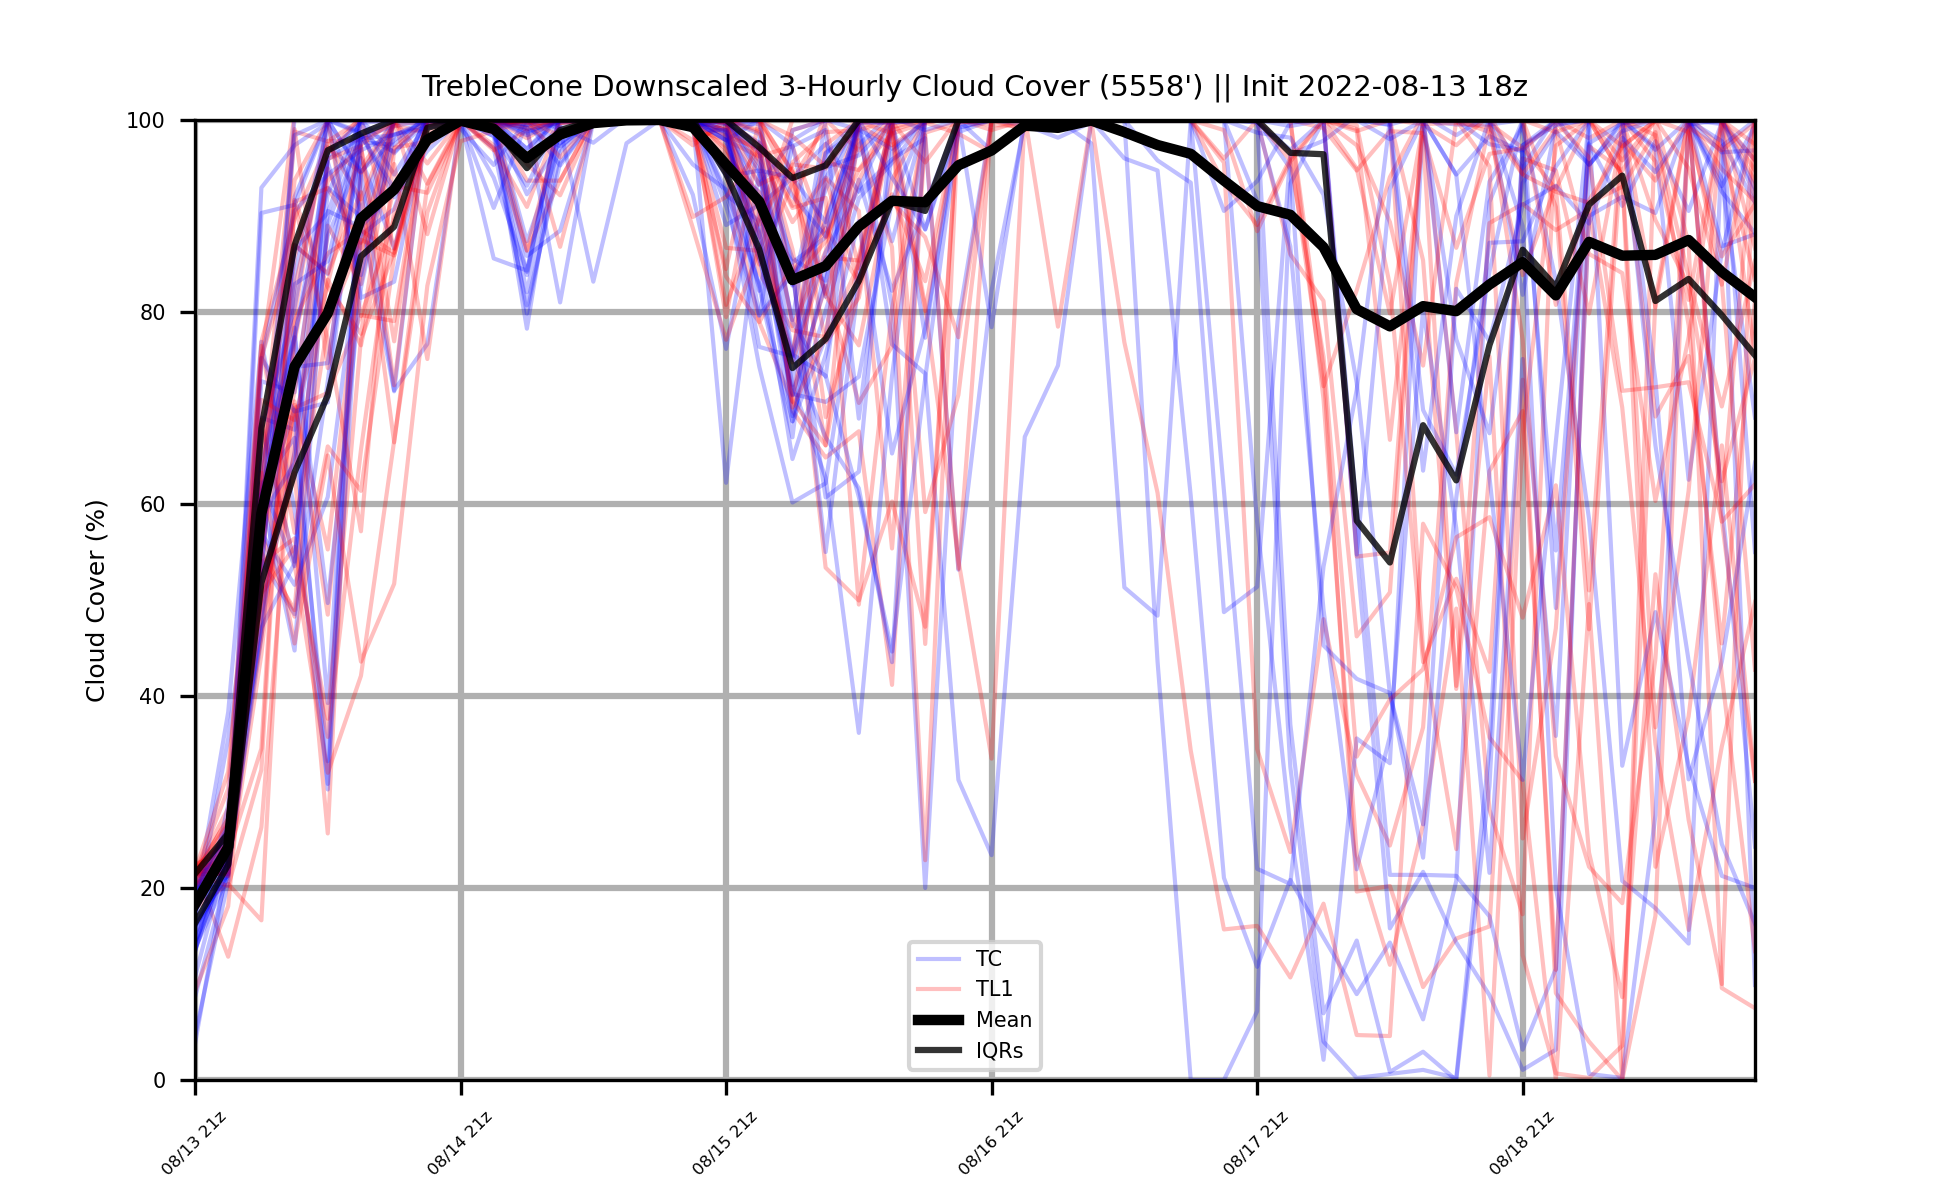 TrebleCone Downscaled 3-Hourly Cloud Cover (5558') || Init 2022-08-13 18z
100
80
60
40
20
0
Cloud Cover (%)
TC
TL1
Mean
IQRs
08/13 21z
08/14 21z
08/15 21z
08/16 21z
08/17 21z
08/18 21z